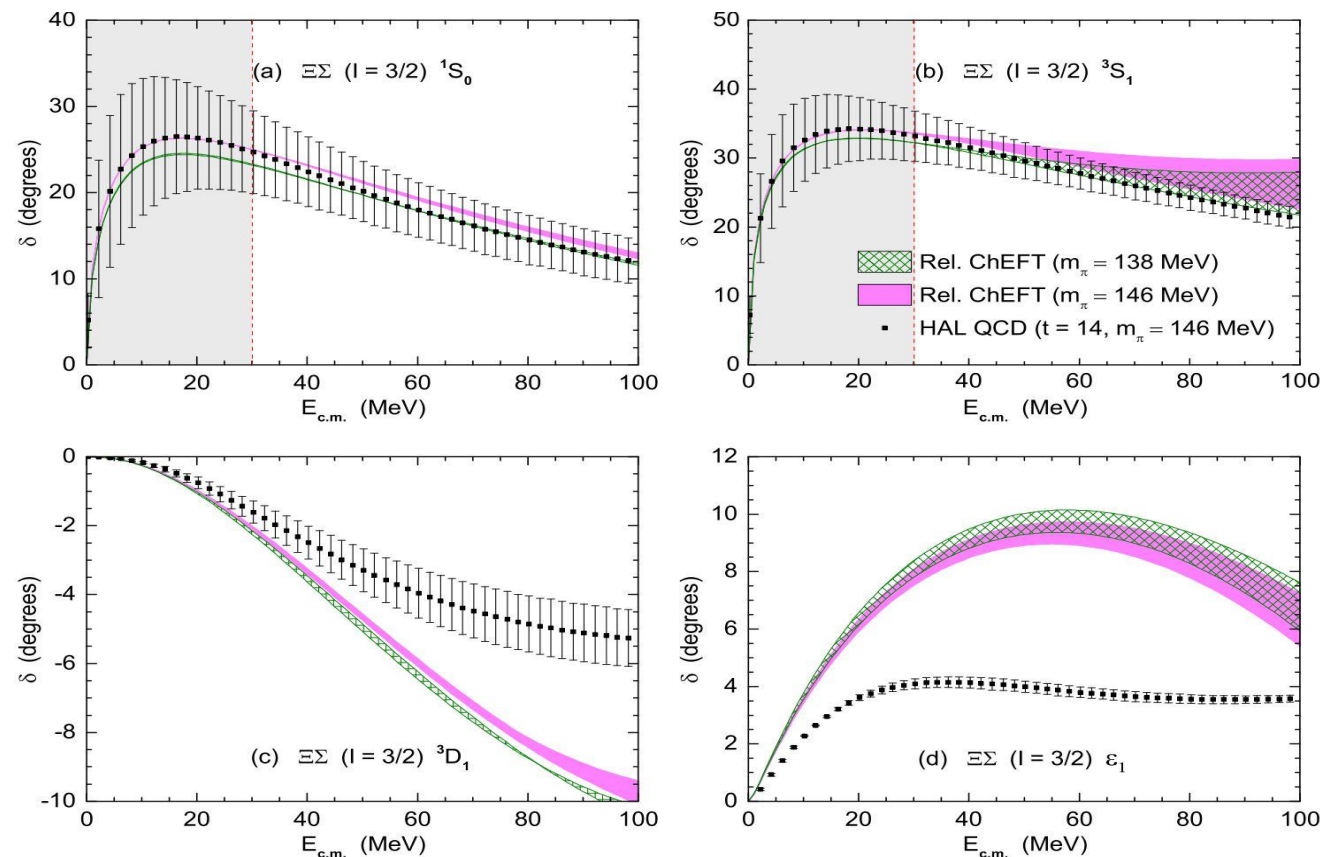 40
30
20
10
0
(a) ΞΣ (I = 3/2) ¹S₀
δ (degrees)
0 20 40 60 80 100
E_c.m. (MeV)
50
40
30
20
10
0
(b) ΞΣ (I = 3/2) ³S₁
Rel. ChEFT (m_π = 138 MeV)
Rel. ChEFT (m_π = 146 MeV)
HAL QCD (t = 14, m_π = 146 MeV)
δ (degrees)
0 20 40 60 80 100
E_c.m. (MeV)
0
-2
-4
-6
-8
-10
(c) ΞΣ (I = 3/2) ³D₁
δ (degrees)
0 20 40 60 80 100
E_c.m. (MeV)
12
10
8
6
4
2
0
(d) ΞΣ (I = 3/2) ε₁
δ (degrees)
0 20 40 60 80 100
E_c.m. (MeV)